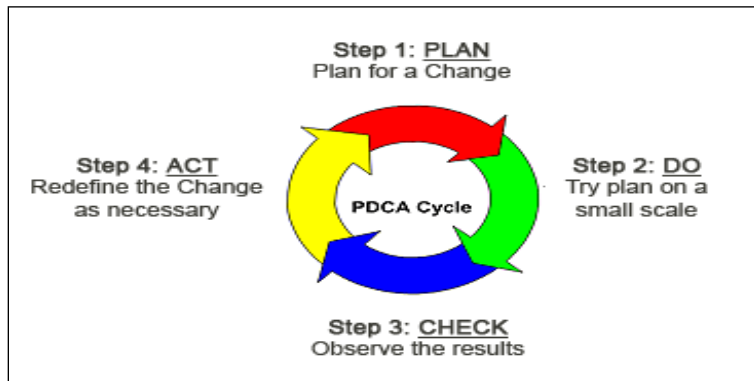 Step 1: PLAN
Plan for a Change
Step 2: DO
Try plan on a
small scale
Step 3: CHECK
Observe the results
Step 4: ACT
Redefine the Change
as necessary
PDCA Cycle